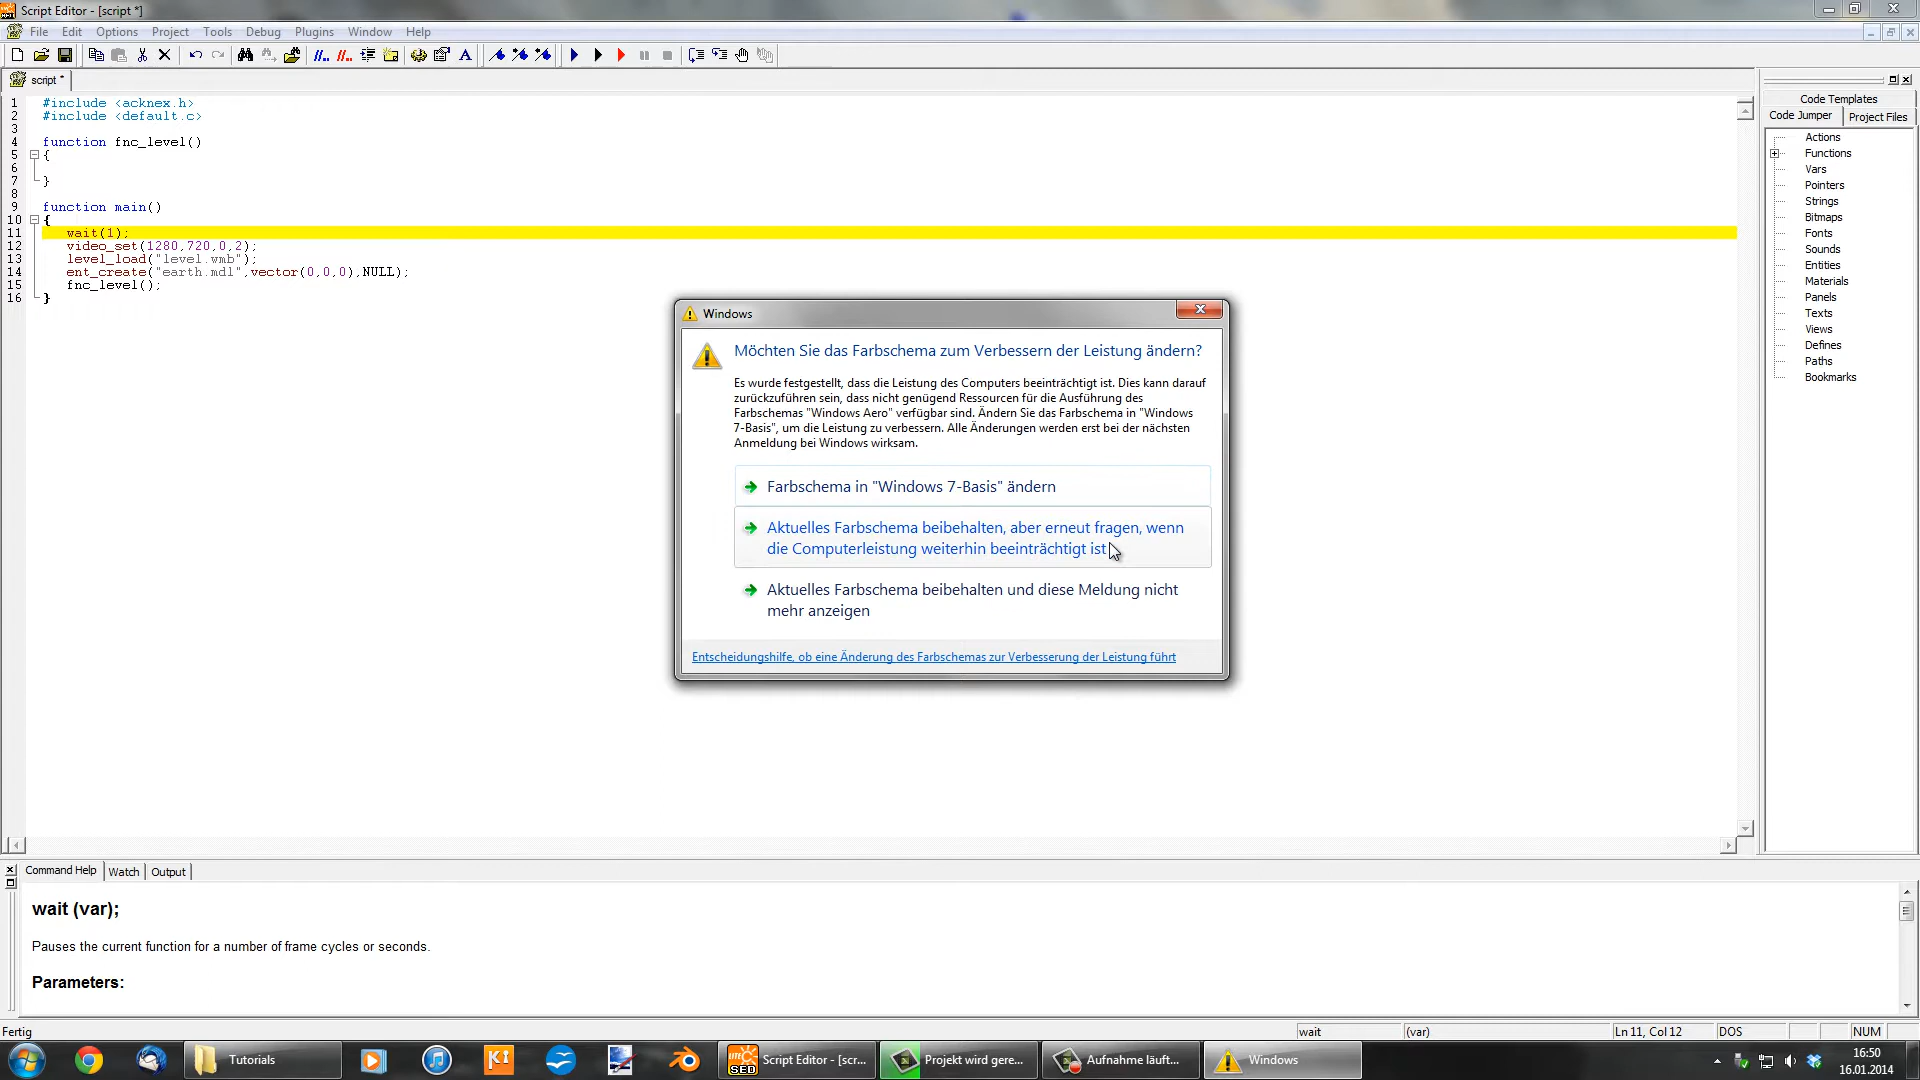 Script Editor - [script *]
File Edit Options Project Tools Debug Plugins Window Help
script *
1 #include <acknex.h>
2 #include <default.c>
3
4 function fnc_level()
5 {
6
7 }
8
9 function main()
10 {
11 wait(1);
12 video_set(1280,720,0,2);
13 level_load("level.wmb");
14 ent_create("earth.mdl",vector(0,0,0),NULL);
15 fnc_level();
16 }
Code Templates
Code Jumper Project Files
Actions
Functions
Vars
Pointers
Strings
Bitmaps
Fonts
Sounds
Entities
Materials
Panels
Texts
Views
Defines
Paths
Bookmarks
Windows
Möchten Sie das Farbschema zum Verbessern der Leistung ändern?
Es wurde festgestellt, dass die Leistung des Computers beeinträchtigt ist. Dies kann darauf
zurückzuführen sein, dass nicht genügend Ressourcen für die Ausführung des
Farbschemas "Windows Aero" verfügbar sind. Ändern Sie das Farbschema in "Windows
7-Basis", um die Leistung zu verbessern. Alle Änderungen werden erst bei der nächsten
Anmeldung bei Windows wirksam.
Farbschema in "Windows 7-Basis" ändern
Aktuelles Farbschema beibehalten, aber erneut fragen, wenn
die Computerleistung weiterhin beeinträchtigt ist
Aktuelles Farbschema beibehalten und diese Meldung nicht
mehr anzeigen
Entscheidungshilfe, ob eine Änderung des Farbschemas zur Verbesserung der Leistung führt
Command Help Watch Output
wait (var);
Pauses the current function for a number of frame cycles or seconds.
Parameters:
Fertig wait (var) Ln 11, Col 12 DOS NUM
Tutorials Script Editor - [scr... Projekt wird gere... Aufnahme läuft... Windows
16:50
16.01.2014